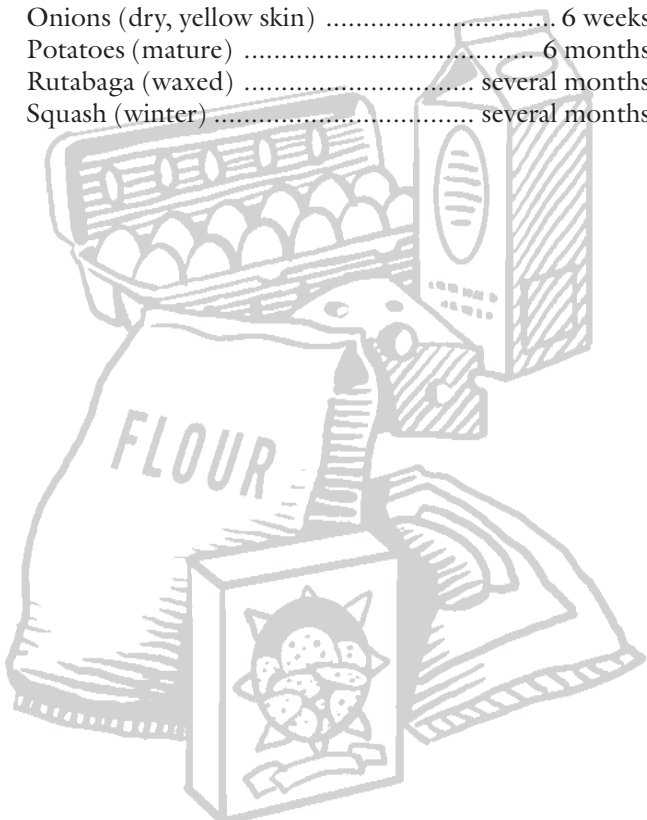 Onions (dry, yellow skin) ................................ 6 weeks
Potatoes (mature) ........................................ 6 months
Rutabaga (waxed) ................................ several months
Squash (winter) .................................... several months
FLOUR